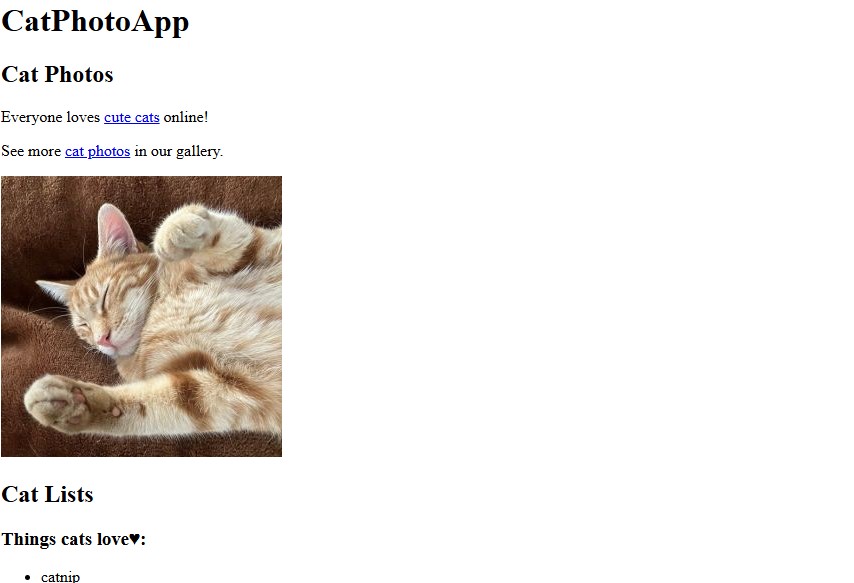 CatPhotoApp
Cat Photos
Everyone loves cute cats online!
See more cat photos in our gallery.
Cat Lists
Things cats love♥:
• catnip